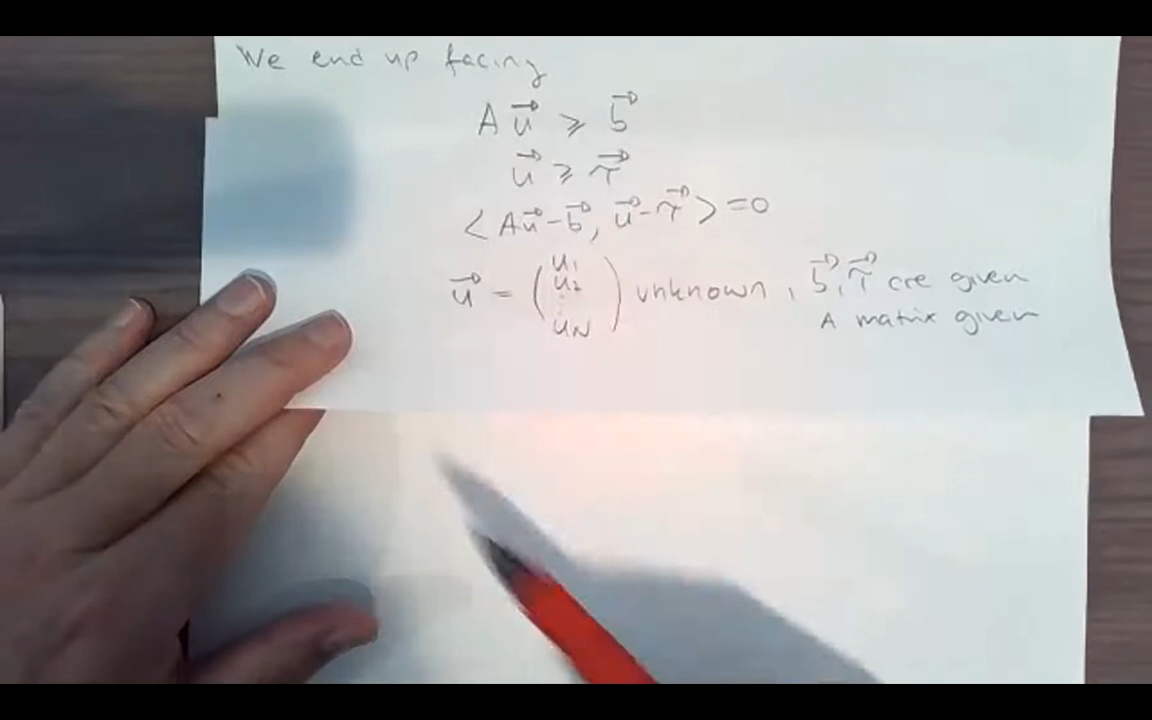 We end up facing
A u⃗ ≥ b⃗
u⃗ ≥ r⃗
< Au⃗ - b⃗, u⃗ - r⃗ > = 0
u⃗ = ( u₁ u₂ ⋮ u_N ) unknown, b⃗, r⃗ are given
A matrix given